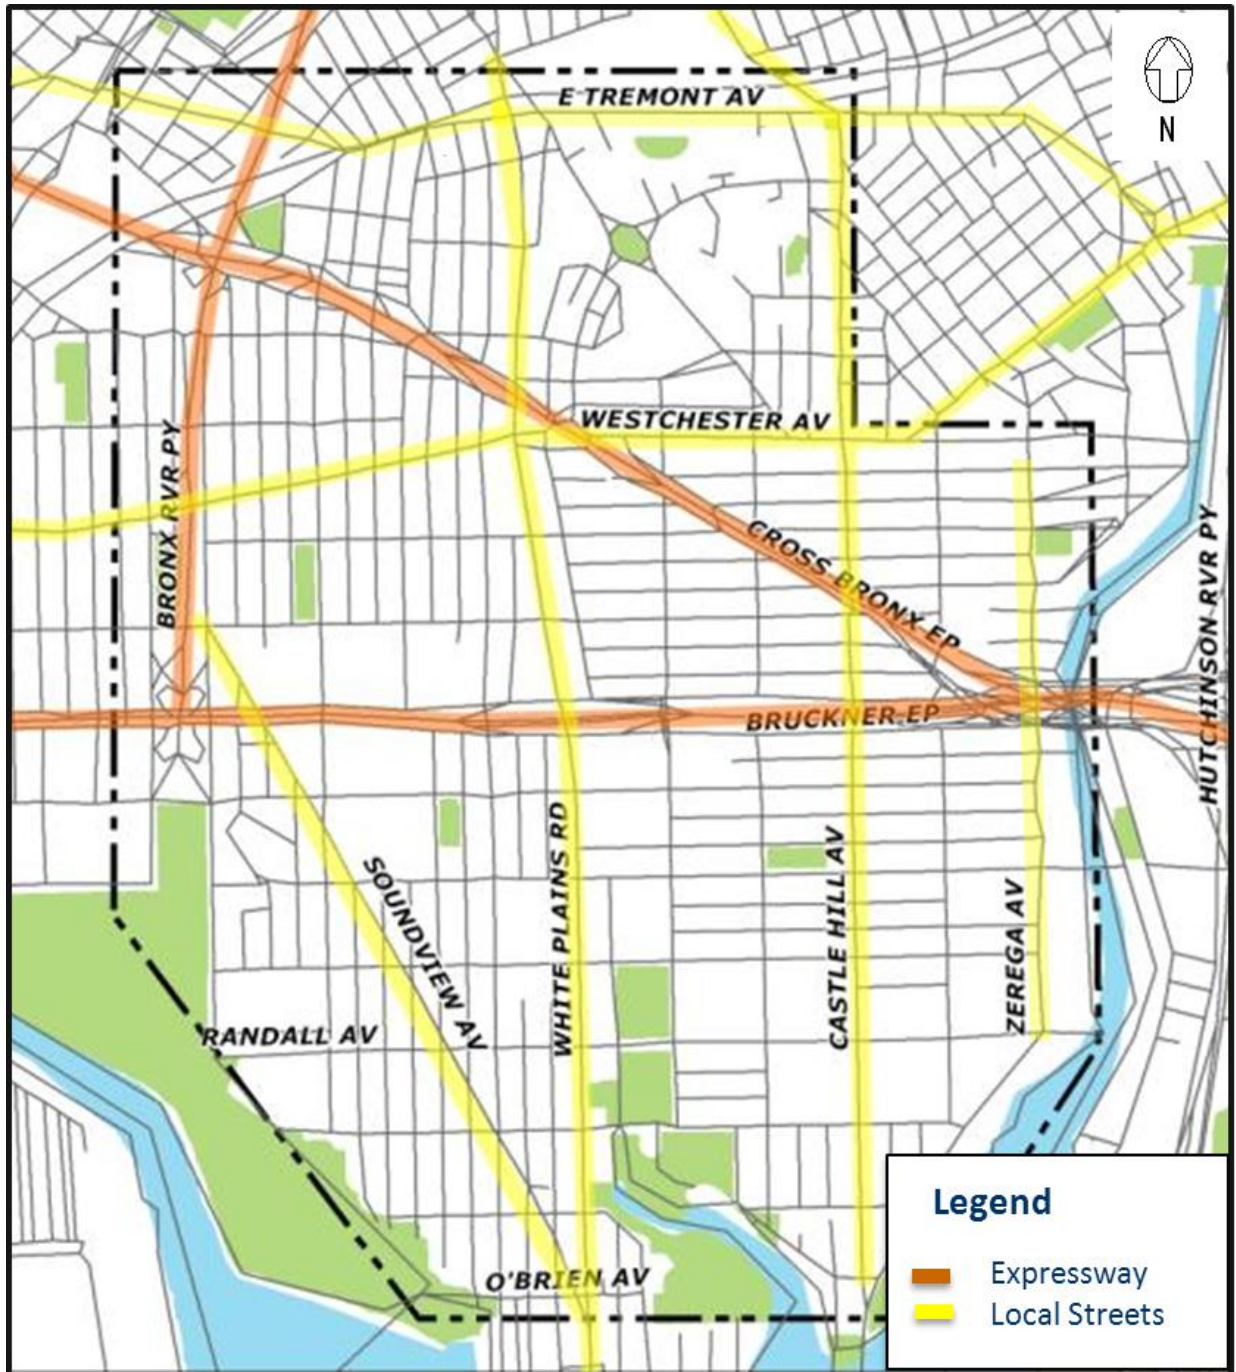 E TREMONT AV
N
WESTCHESTER AV
BRONX RVR PY
CROSS BRONX EP
HUTCHINSON RVR PY
BRUCKNER EP
SOUNDVIEW AV
WHITE PLAINS RD
CASTLE HILL AV
ZEREGA AV
RANDALL AV
O'BRIEN AV
Legend
Expressway
Local Streets